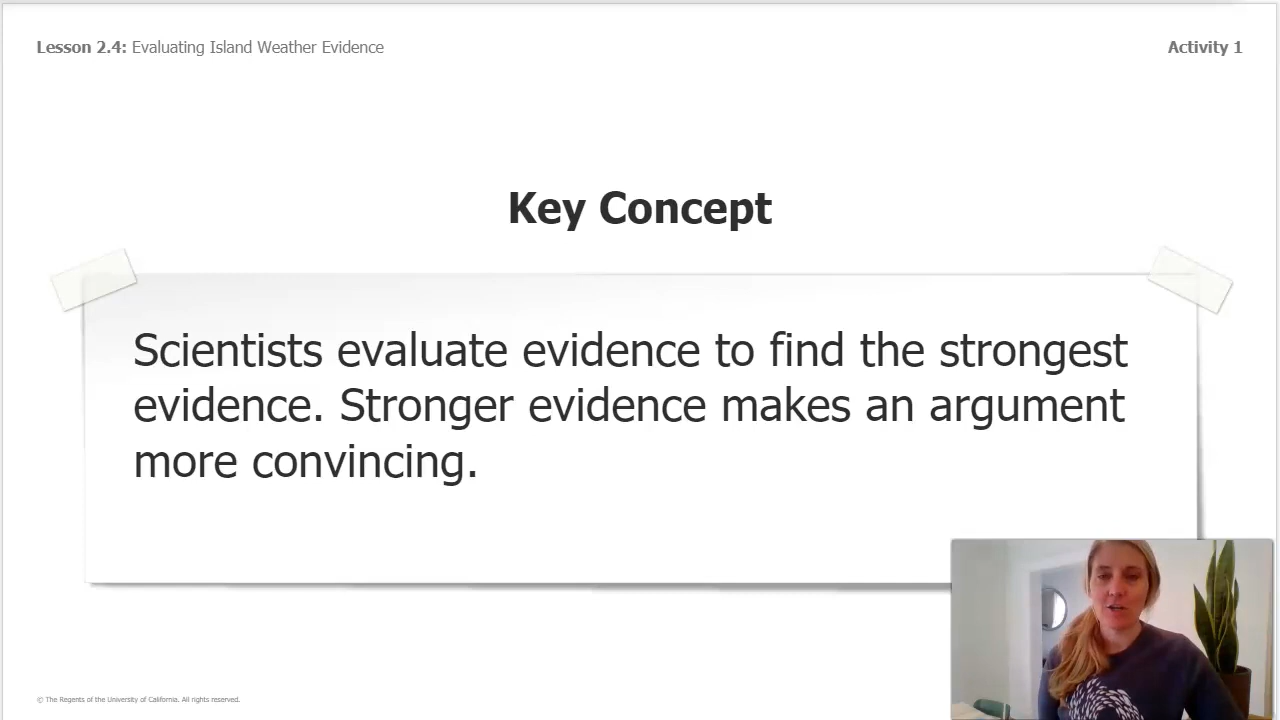 Lesson 2.4: Evaluating Island Weather Evidence
Activity 1
Key Concept
Scientists evaluate evidence to find the strongest
evidence. Stronger evidence makes an argument
more convincing.
© The Regents of the University of California. All rights reserved.